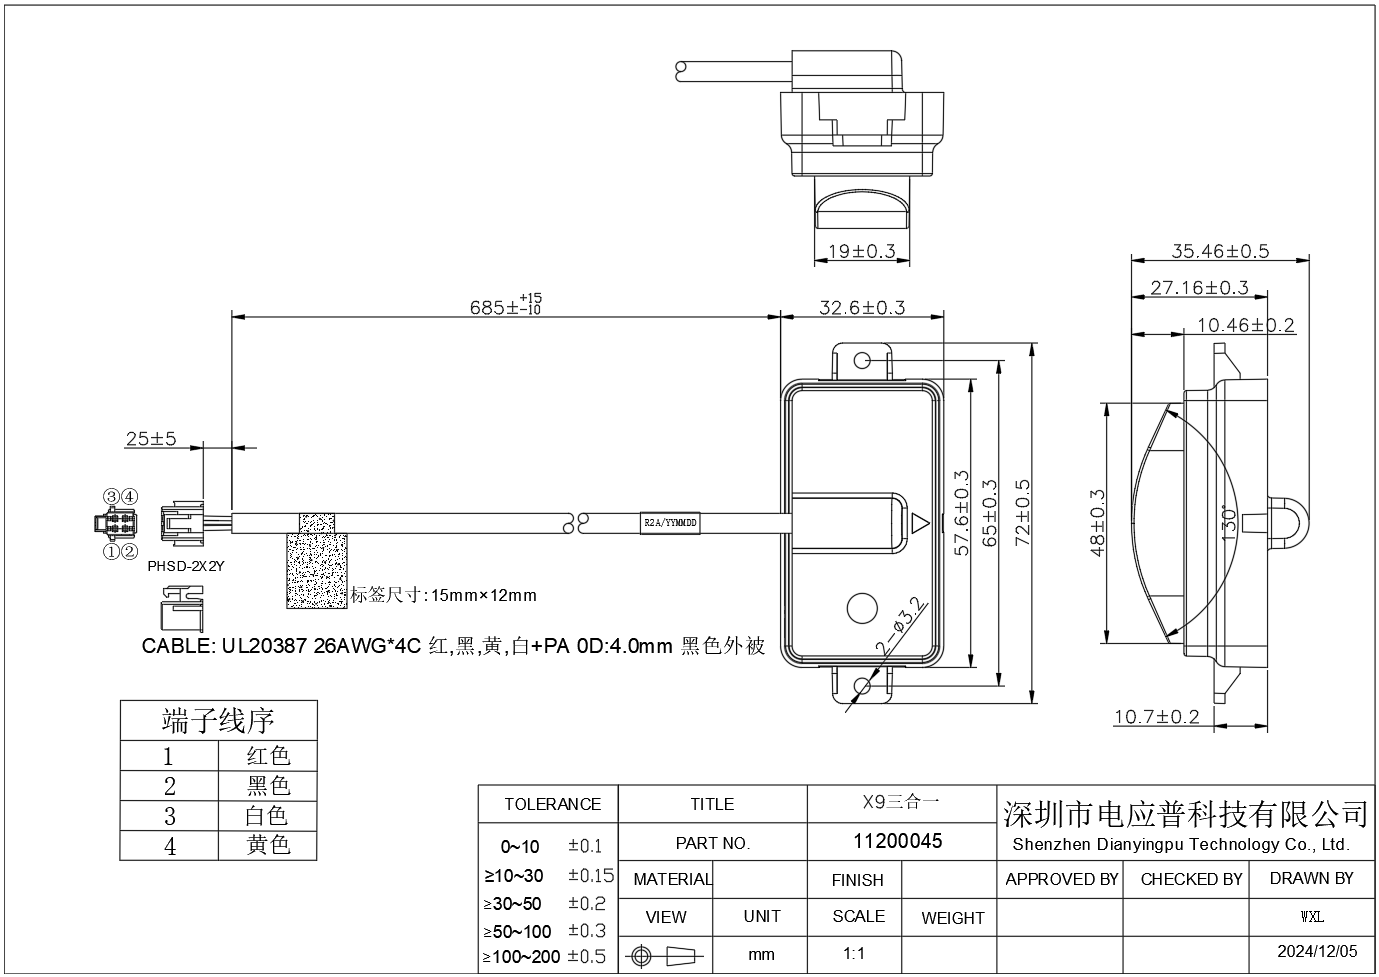 19±0.3
35.46±0.5
27.16±0.3
10.46±0.2
685±+15
-10
32.6±0.3
25±5
③④
①②
PHSD-2X2Y
R2A/YYMMDD
57.6±0.3
65±0.3
72±0.5
48±0.3
130°
标签尺寸:15mm×12mm
2-ø3.2
CABLE: UL20387 26AWG*4C 红,黑,黄,白+PA 0D:4.0mm 黑色外被
10.7±0.2
端子线序
1 红色
2 黑色
3 白色
4 黄色
TOLERANCE
0~10 ±0.1
≥10~30 ±0.15
≥30~50 ±0.2
≥50~100 ±0.3
≥100~200 ±0.5
TITLE X9三合一
PART NO. 11200045
MATERIAL FINISH
VIEW UNIT SCALE WEIGHT
mm 1:1
深圳市电应普科技有限公司
Shenzhen Dianyingpu Technology Co., Ltd.
APPROVED BY CHECKED BY DRAWN BY
WXL
2024/12/05